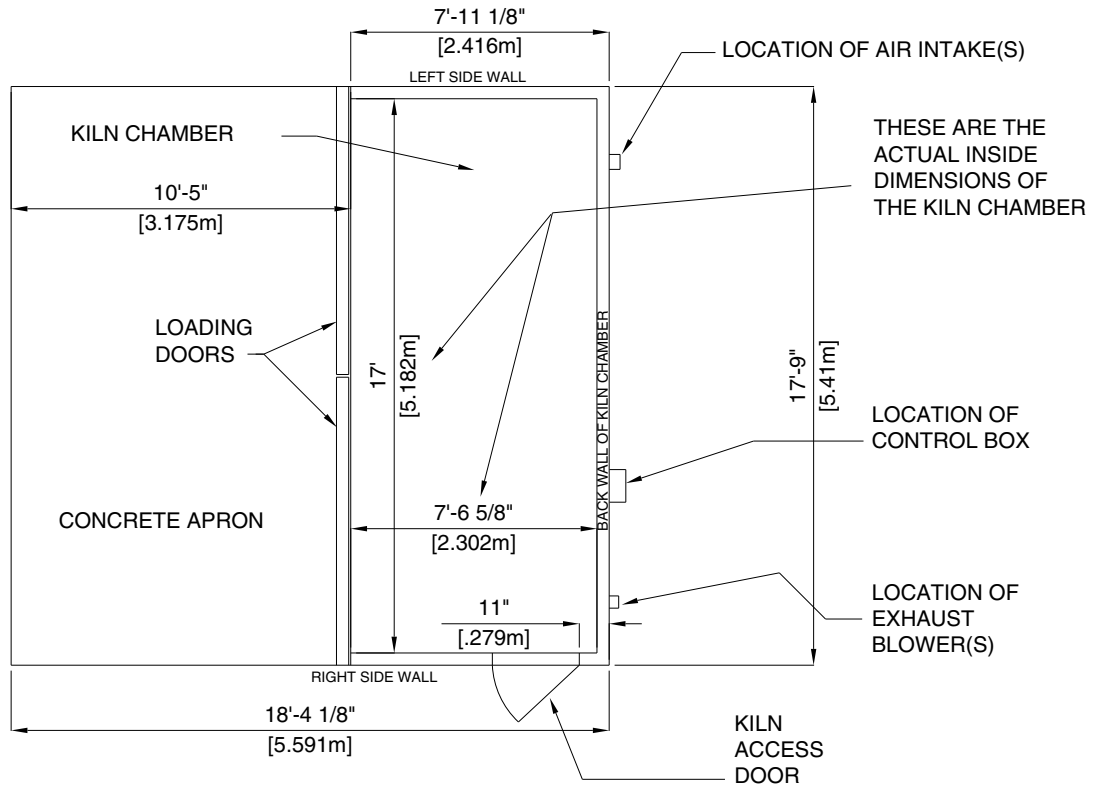 7'-11 1/8"
[2.416m]
LOCATION OF AIR INTAKE(S)
LEFT SIDE WALL
KILN CHAMBER
THESE ARE THE
ACTUAL INSIDE
DIMENSIONS OF
THE KILN CHAMBER
10'-5"
[3.175m]
LOADING
DOORS
17'
[5.182m]
BACK WALL OF KILN CHAMBER
17'-9"
[5.41m]
LOCATION OF
CONTROL BOX
CONCRETE APRON
7'-6 5/8"
[2.302m]
11"
[.279m]
LOCATION OF
EXHAUST
BLOWER(S)
RIGHT SIDE WALL
18'-4 1/8"
[5.591m]
KILN
ACCESS
DOOR